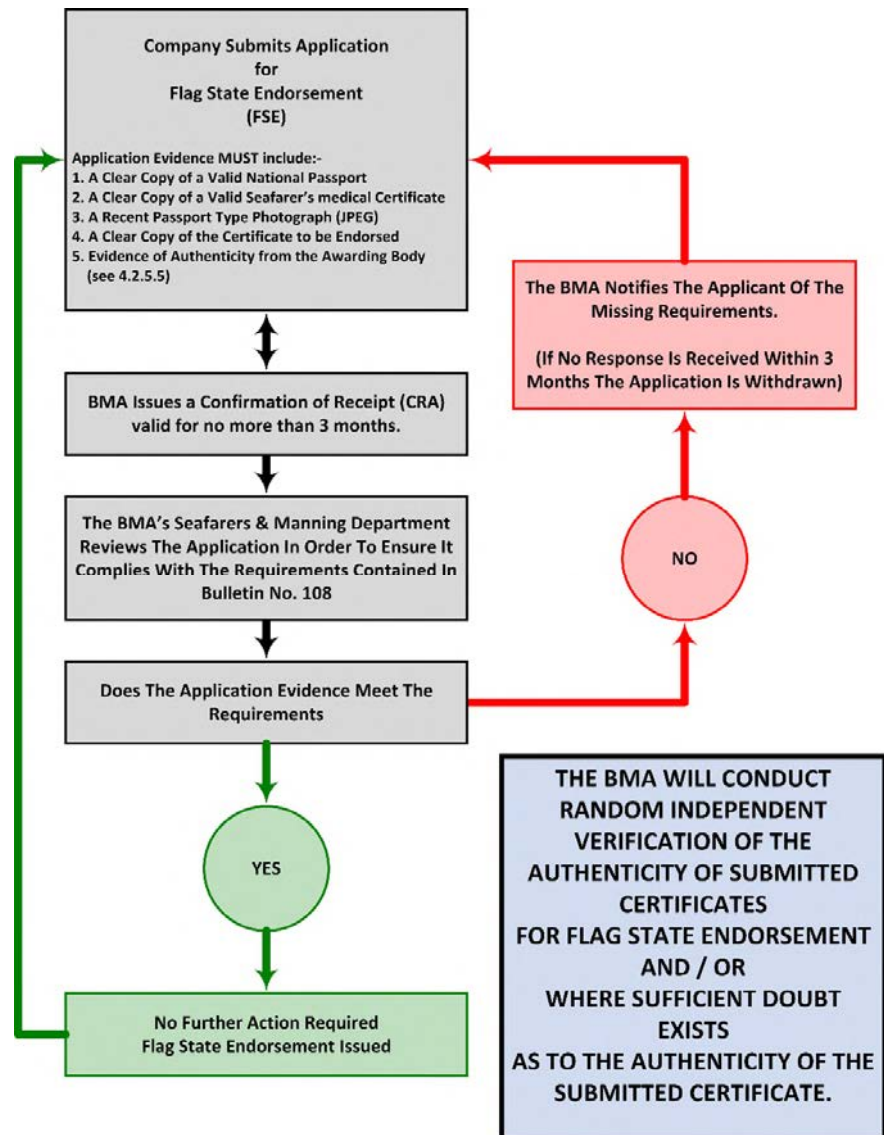 Company Submits Application
for
Flag State Endorsement
(FSE)
Application Evidence MUST include:-
1. A Clear Copy of a Valid National Passport
2. A Clear Copy of a Valid Seafarer's medical Certificate
3. A Recent Passport Type Photograph (JPEG)
4. A Clear Copy of the Certificate to be Endorsed
5. Evidence of Authenticity from the Awarding Body
(see 4.2.5.5)
BMA Issues a Confirmation of Receipt (CRA)
valid for no more than 3 months.
The BMA's Seafarers & Manning Department
Reviews The Application In Order To Ensure It
Complies With The Requirements Contained In
Bulletin No. 108
Does The Application Evidence Meet The
Requirements
YES
No Further Action Required
Flag State Endorsement Issued
The BMA Notifies The Applicant Of The
Missing Requirements.
(If No Response Is Received Within 3
Months The Application Is Withdrawn)
NO
THE BMA WILL CONDUCT
RANDOM INDEPENDENT
VERIFICATION OF THE
AUTHENTICITY OF SUBMITTED
CERTIFICATES
FOR FLAG STATE ENDORSEMENT
AND / OR
WHERE SUFFICIENT DOUBT
EXISTS
AS TO THE AUTHENTICITY OF THE
SUBMITTED CERTIFICATE.